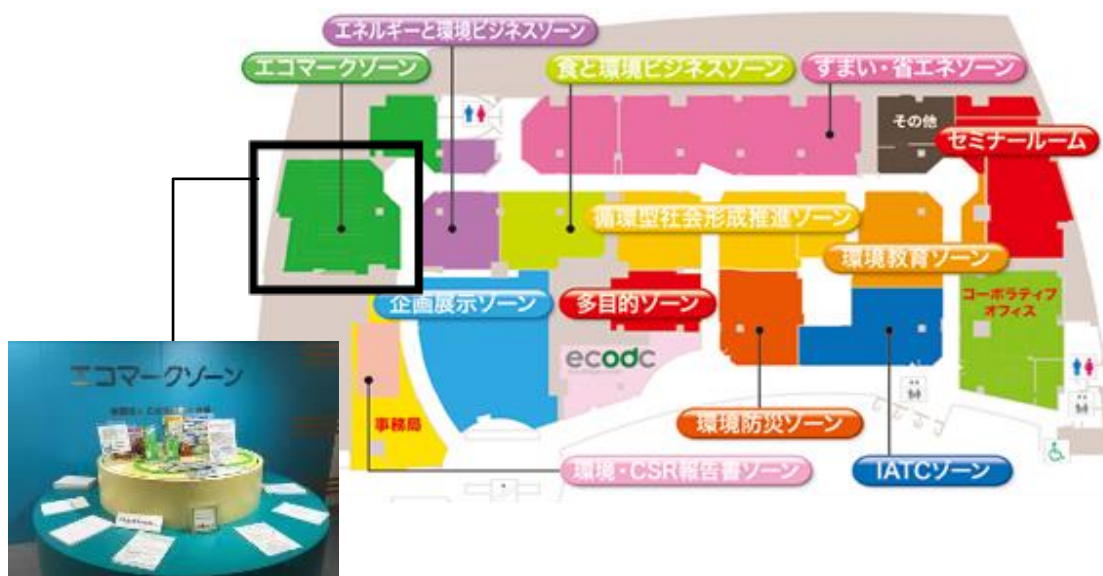 エネルギーと環境ビジネスゾーン
エコマークゾーン
食と環境ビジネスゾーン
すまい・省エネゾーン
その他
セミナールーム
循環型社会形成推進ゾーン
環境教育ゾーン
企画展示ゾーン
多目的ゾーン
コーポラティブ
オフィス
ecodc
エコマークゾーン
事務局
環境防災ゾーン
環境・CSR報告書ゾーン
IATCゾーン